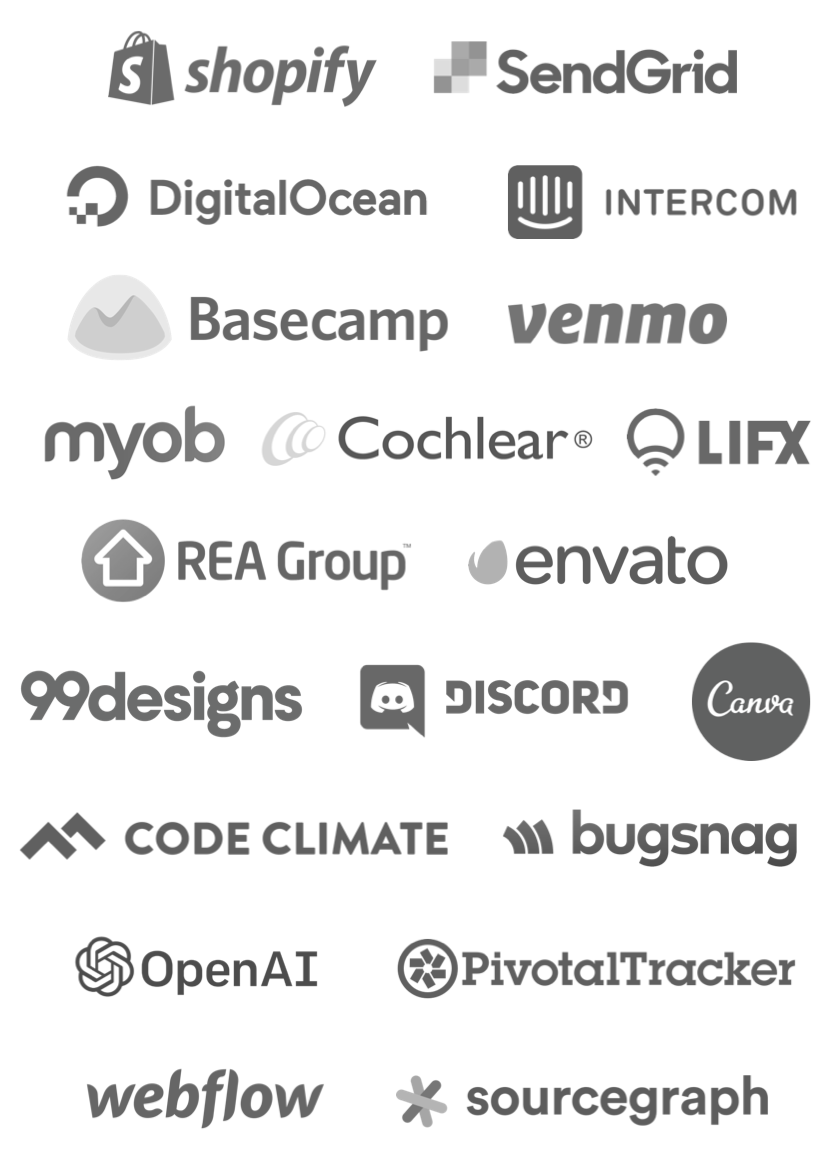 shopify SendGrid
DigitalOcean INTERCOM
Basecamp venmo
myob Cochlear® LIFX
REA Group™ envato
99designs DISCORD Canva
CODE CLIMATE bugsnag
OpenAI PivotalTracker
webflow sourcegraph